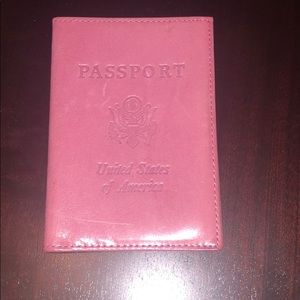 PASSPORT
United States
of America